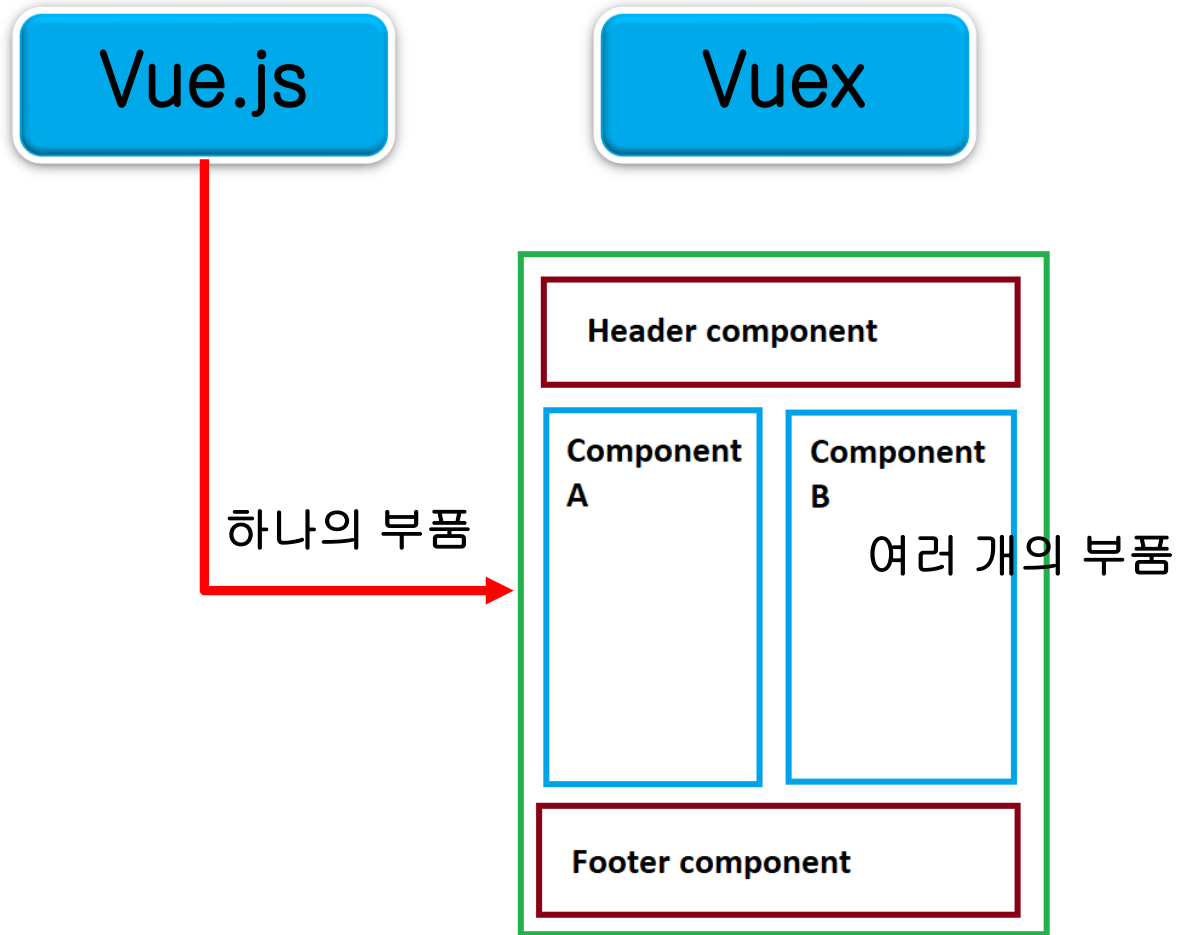 Vue.js
Vuex
Header component
Component
A
Component
B
하나의 부품
여러 개의 부품
Footer component